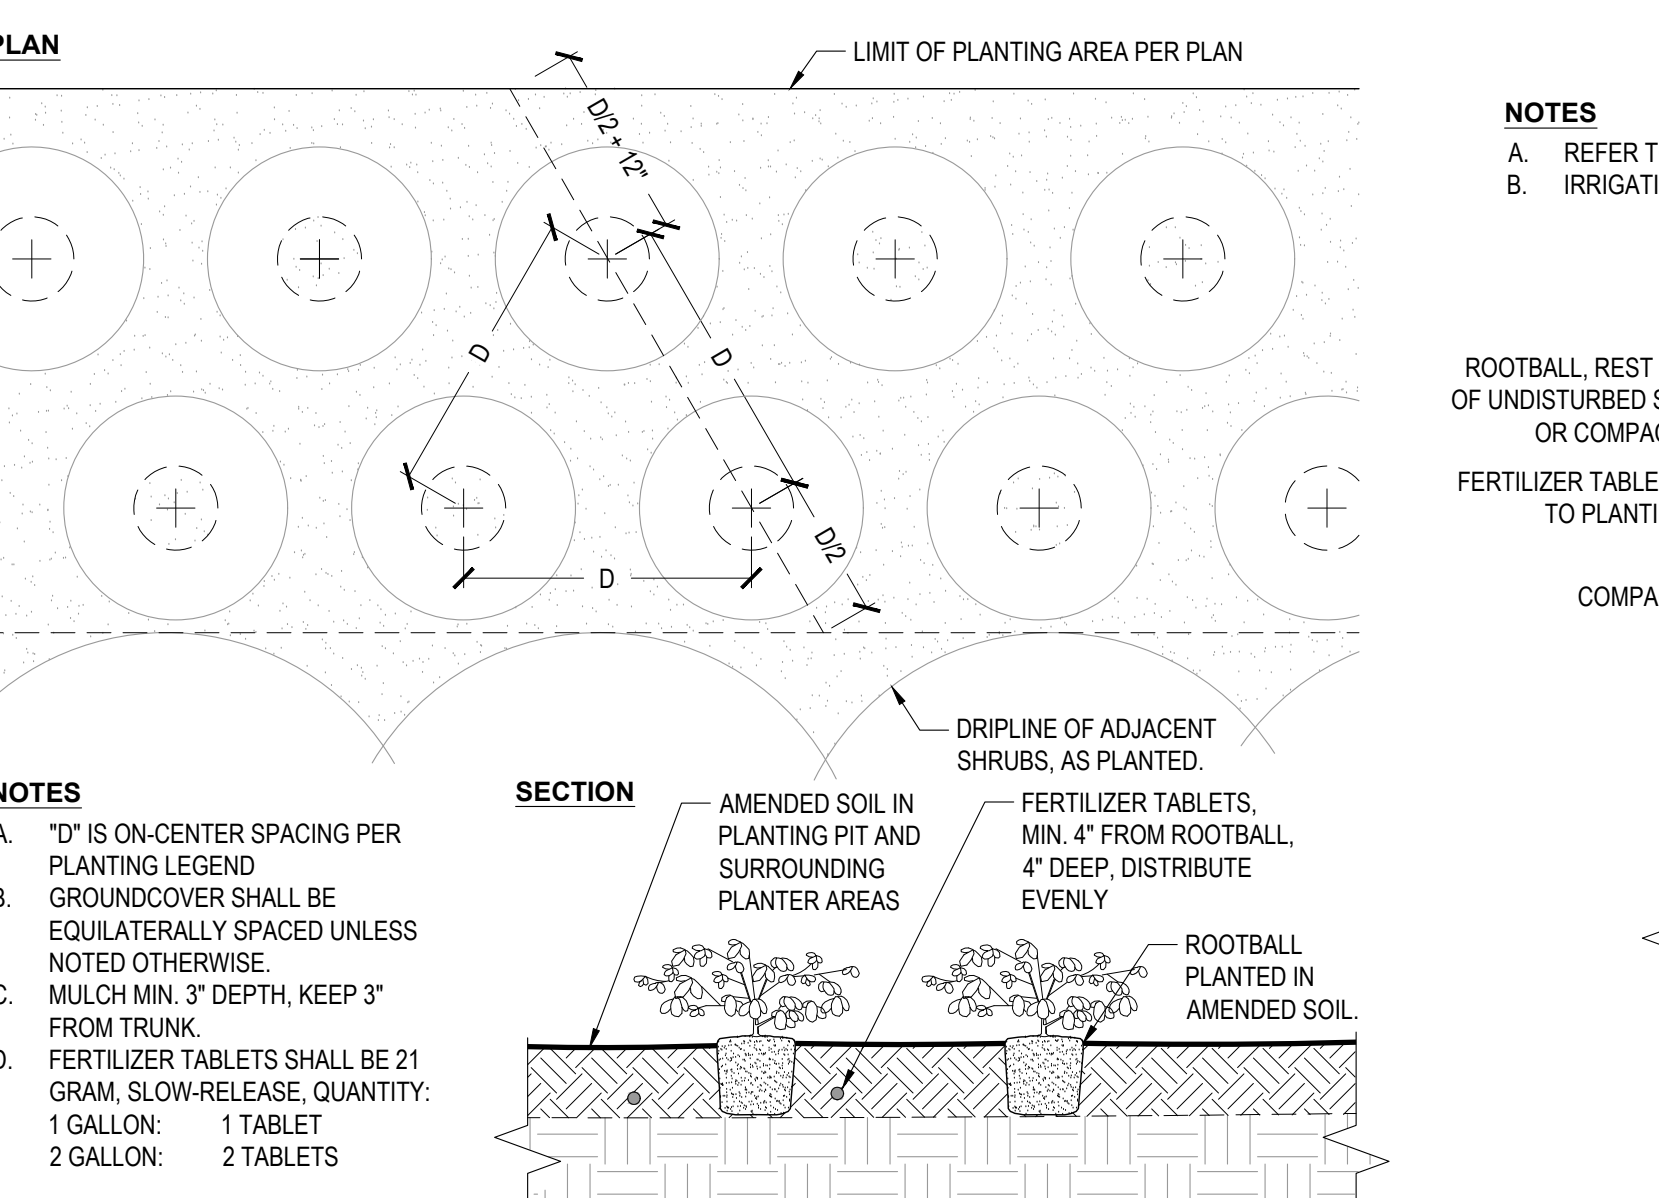 PLAN
LIMIT OF PLANTING AREA PER PLAN
D/2 + 12"
D
D
D/2
D
DRIPLINE OF ADJACENT
SHRUBS, AS PLANTED.
NOTES
A. "D" IS ON-CENTER SPACING PER
PLANTING LEGEND
B. GROUNDCOVER SHALL BE
EQUILATERALLY SPACED UNLESS
NOTED OTHERWISE.
C. MULCH MIN. 3" DEPTH, KEEP 3"
FROM TRUNK.
D. FERTILIZER TABLETS SHALL BE 21
GRAM, SLOW-RELEASE, QUANTITY:
1 GALLON: 1 TABLET
2 GALLON: 2 TABLETS
SECTION
AMENDED SOIL IN
PLANTING PIT AND
SURROUNDING
PLANTER AREAS
FERTILIZER TABLETS,
MIN. 4" FROM ROOTBALL,
4" DEEP, DISTRIBUTE
EVENLY
ROOTBALL
PLANTED IN
AMENDED SOIL.
NOTES
A. REFER T
B. IRRIGATI
ROOTBALL, REST
OF UNDISTURBED S
OR COMPAC
FERTILIZER TABLE
TO PLANTI
COMPA